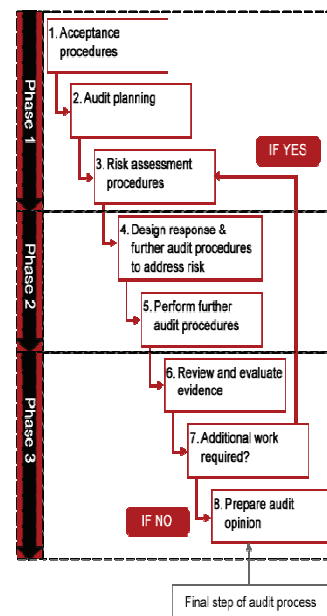 1. Acceptance
procedures
Phase 1
2. Audit planning
IF YES
3. Risk assessment
procedures
Phase 2
4. Design response &
further audit procedures
to address risk
5. Perform further
audit procedures
Phase 3
6. Review and evaluate
evidence
7. Additional work
required?
IF NO
8. Prepare audit
opinion
Final step of audit process